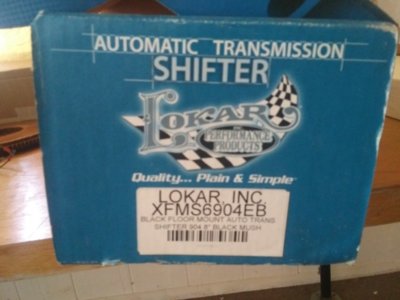 AUTOMATIC TRANSMISSION
SHIFTER
LOKAR
PERFORMANCE
PRODUCTS
Quality... Plain & Simple
LOKAR, INC.
XFMS6904EB
BLACK FLOOR MOUNT AUTO TRANS
SHIFTER 904 8" BLACK MUSH